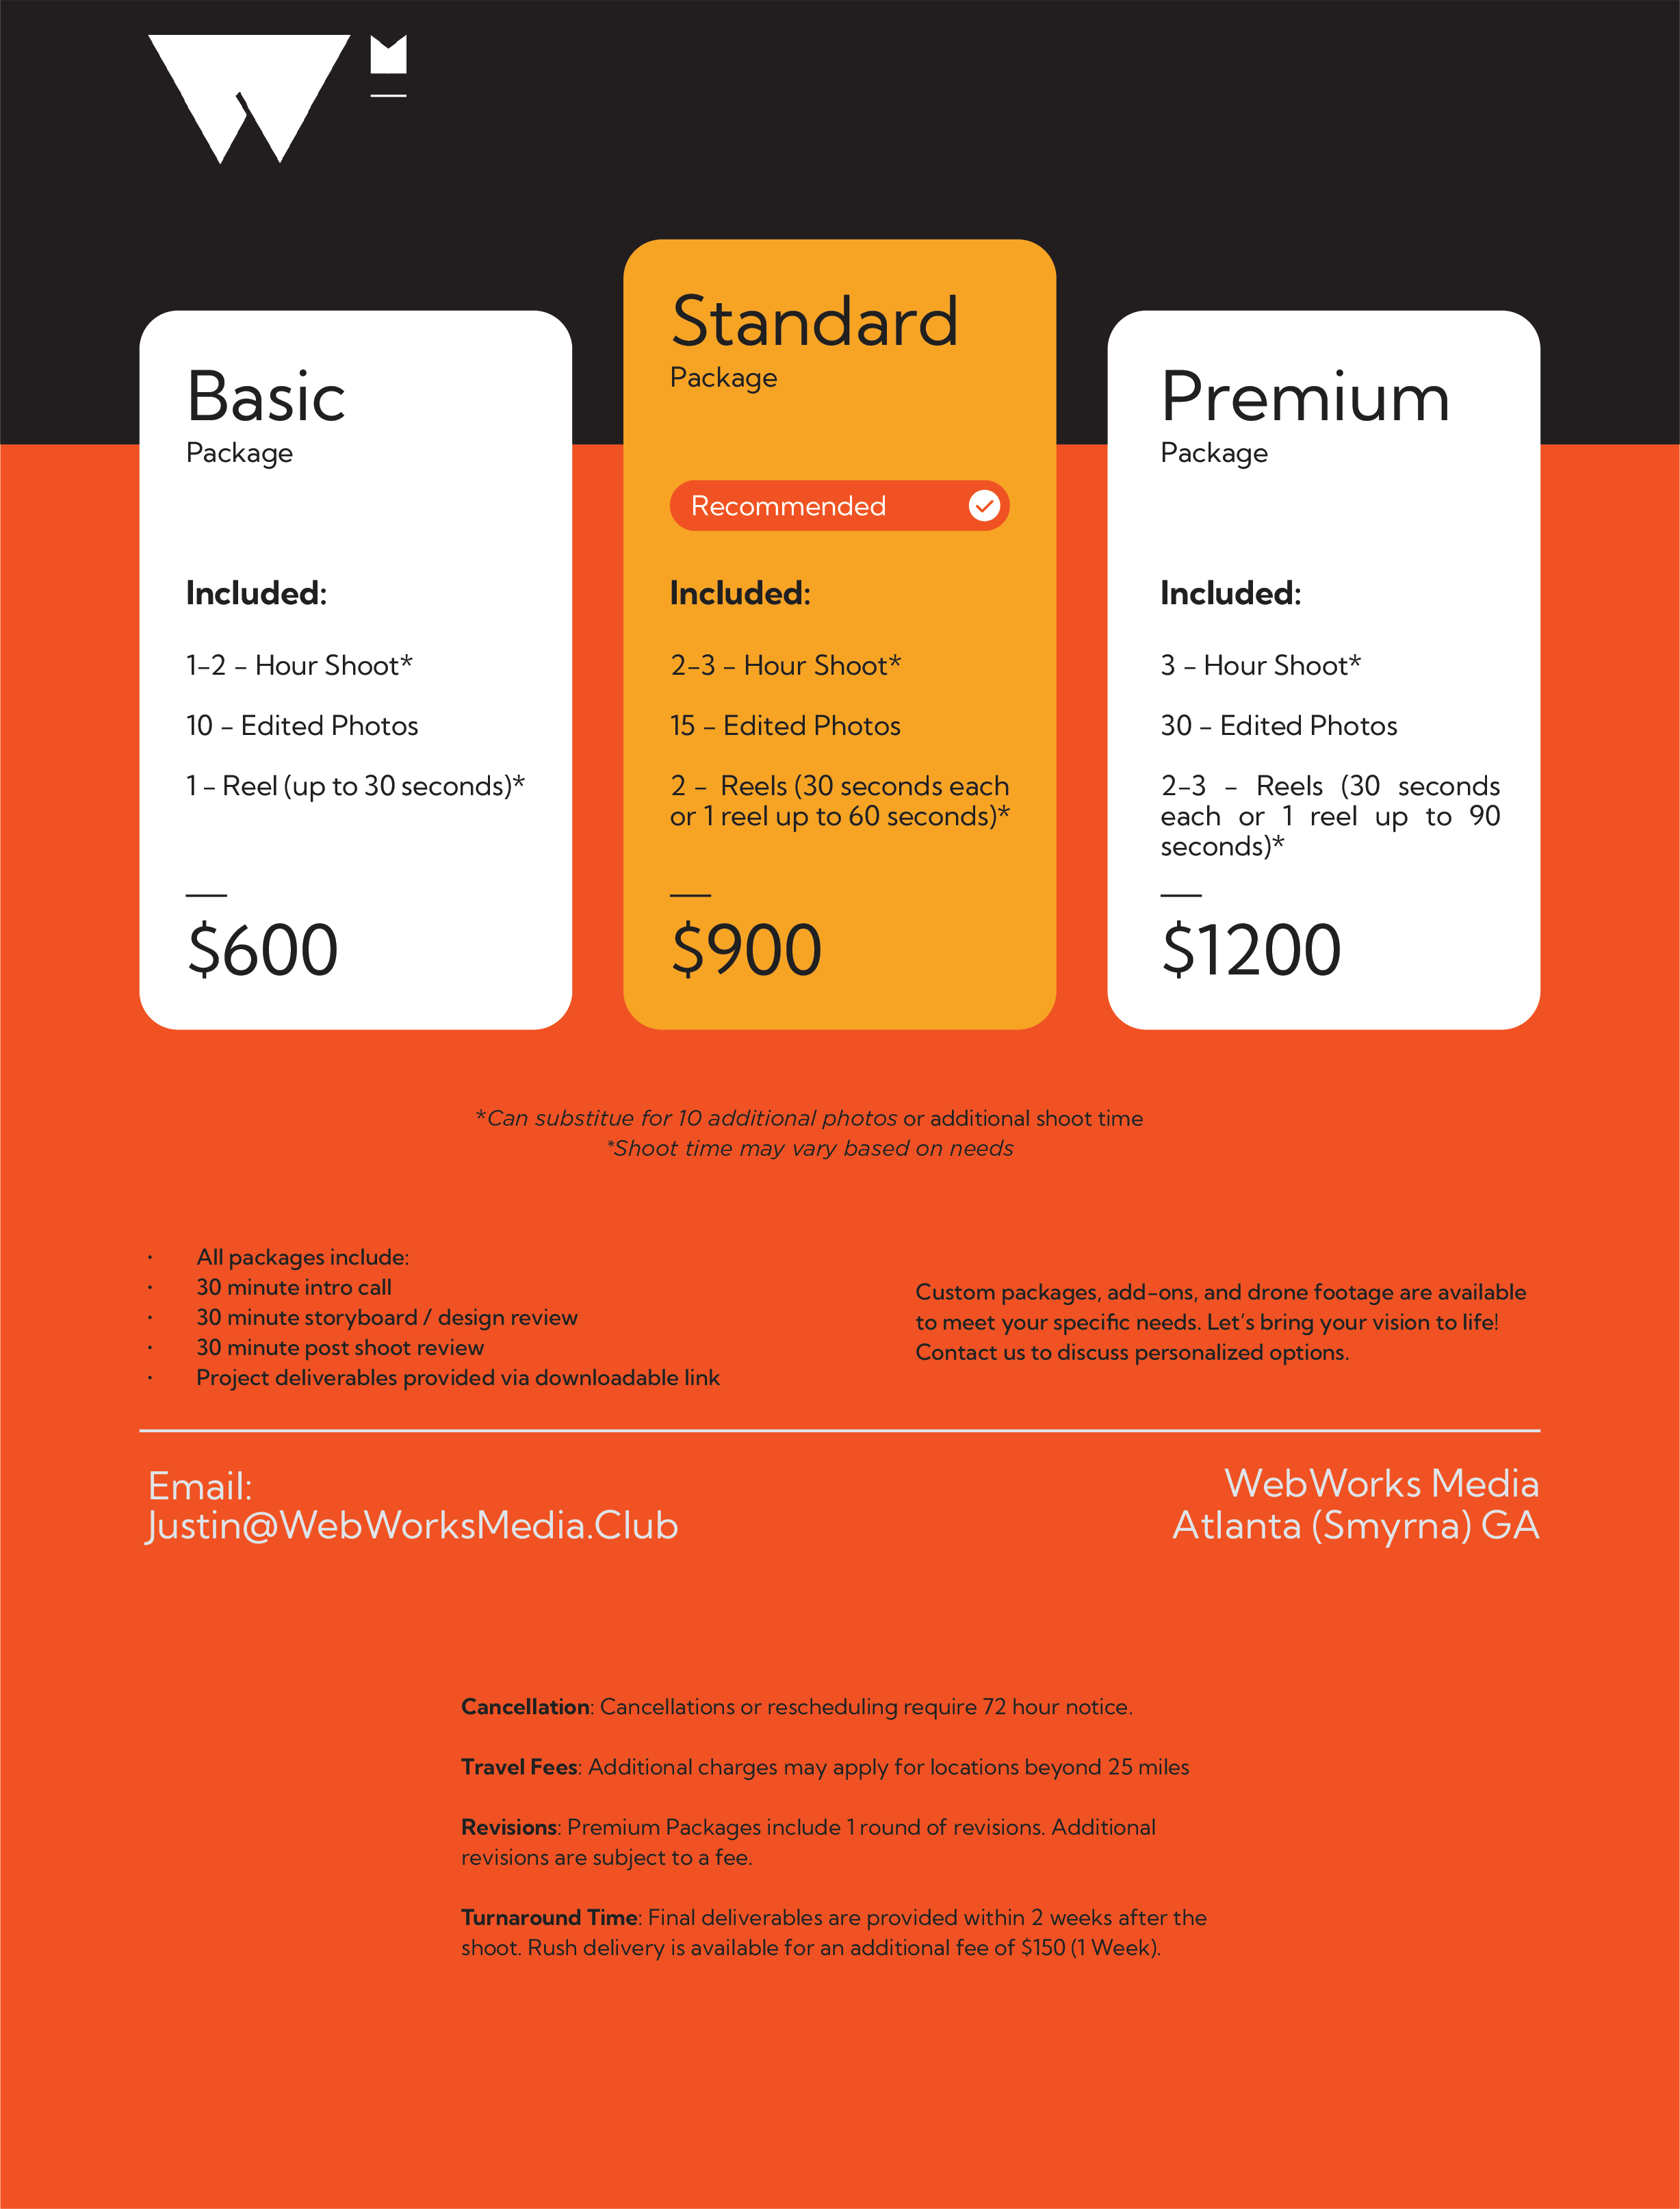 Basic
Package
Included:
1-2 - Hour Shoot*
10 - Edited Photos
1 - Reel (up to 30 seconds)*
$600
Standard
Package
Recommended
Included:
2-3 - Hour Shoot*
15 - Edited Photos
2 - Reels (30 seconds each
or 1 reel up to 60 seconds)*
$900
Premium
Package
Included:
3 - Hour Shoot*
30 - Edited Photos
2-3 - Reels (30 seconds
each or 1 reel up to 90
seconds)*
$1200
*Can substitue for 10 additional photos or additional shoot time
*Shoot time may vary based on needs
· All packages include:
· 30 minute intro call
· 30 minute storyboard / design review
· 30 minute post shoot review
· Project deliverables provided via downloadable link
Custom packages, add-ons, and drone footage are available
to meet your specific needs. Let's bring your vision to life!
Contact us to discuss personalized options.
Email:
Justin@WebWorksMedia.Club
WebWorks Media
Atlanta (Smyrna) GA
Cancellation: Cancellations or rescheduling require 72 hour notice.
Travel Fees: Additional charges may apply for locations beyond 25 miles
Revisions: Premium Packages include 1 round of revisions. Additional
revisions are subject to a fee.
Turnaround Time: Final deliverables are provided within 2 weeks after the
shoot. Rush delivery is available for an additional fee of $150 (1 Week).